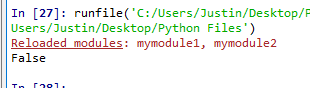 In [27]: runfile('C:/Users/Justin/Desktop/
Users/Justin/Desktop/Python Files')
Reloaded modules: mymodule1, mymodule2
False
In [28]: